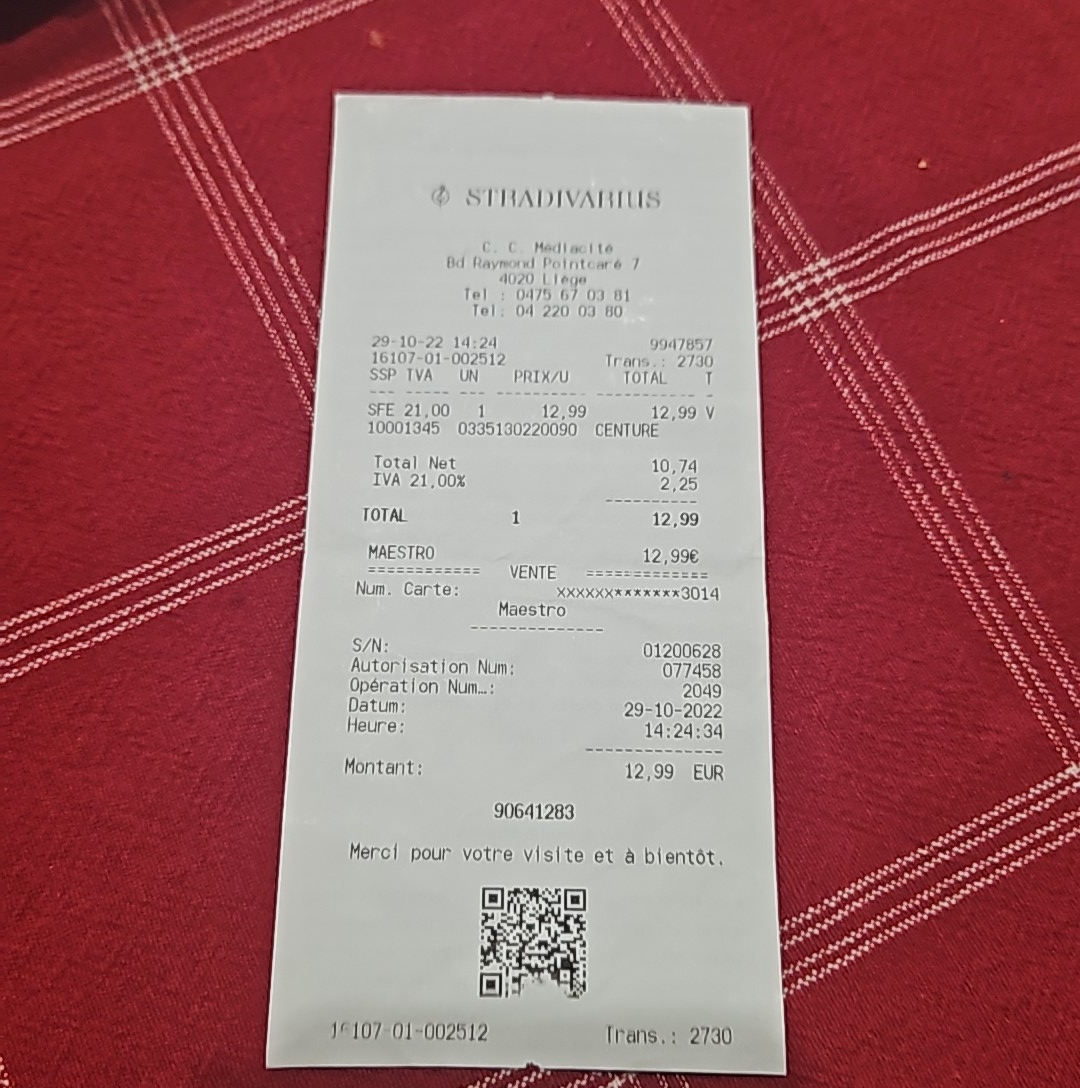 STRADIVARIUS
C. C. Médiacité
Bd Raymond Pointcaré 7
4020 Liège
Tel : 0475 67 03 81
Tel: 04 220 03 80
29-10-22 14:24 9947857
16107-01-002512 Trans.: 2730
SSP TVA UN PRIX/U TOTAL T
SFE 21,00 1 12,99 12,99 V
10001345 0335130220090 CENTURE
Total Net 10,74
IVA 21,00% 2,25
TOTAL 1 12,99
MAESTRO 12,99€
============ VENTE =============
Num. Carte: XXXXXX*******3014
Maestro
S/N: 01200628
Autorisation Num: 077458
Opération Num…: 2049
Datum: 29-10-2022
Heure: 14:24:34
Montant: 12,99 EUR
90641283
Merci pour votre visite et à bientôt.
16107-01-002512 Trans.: 2730